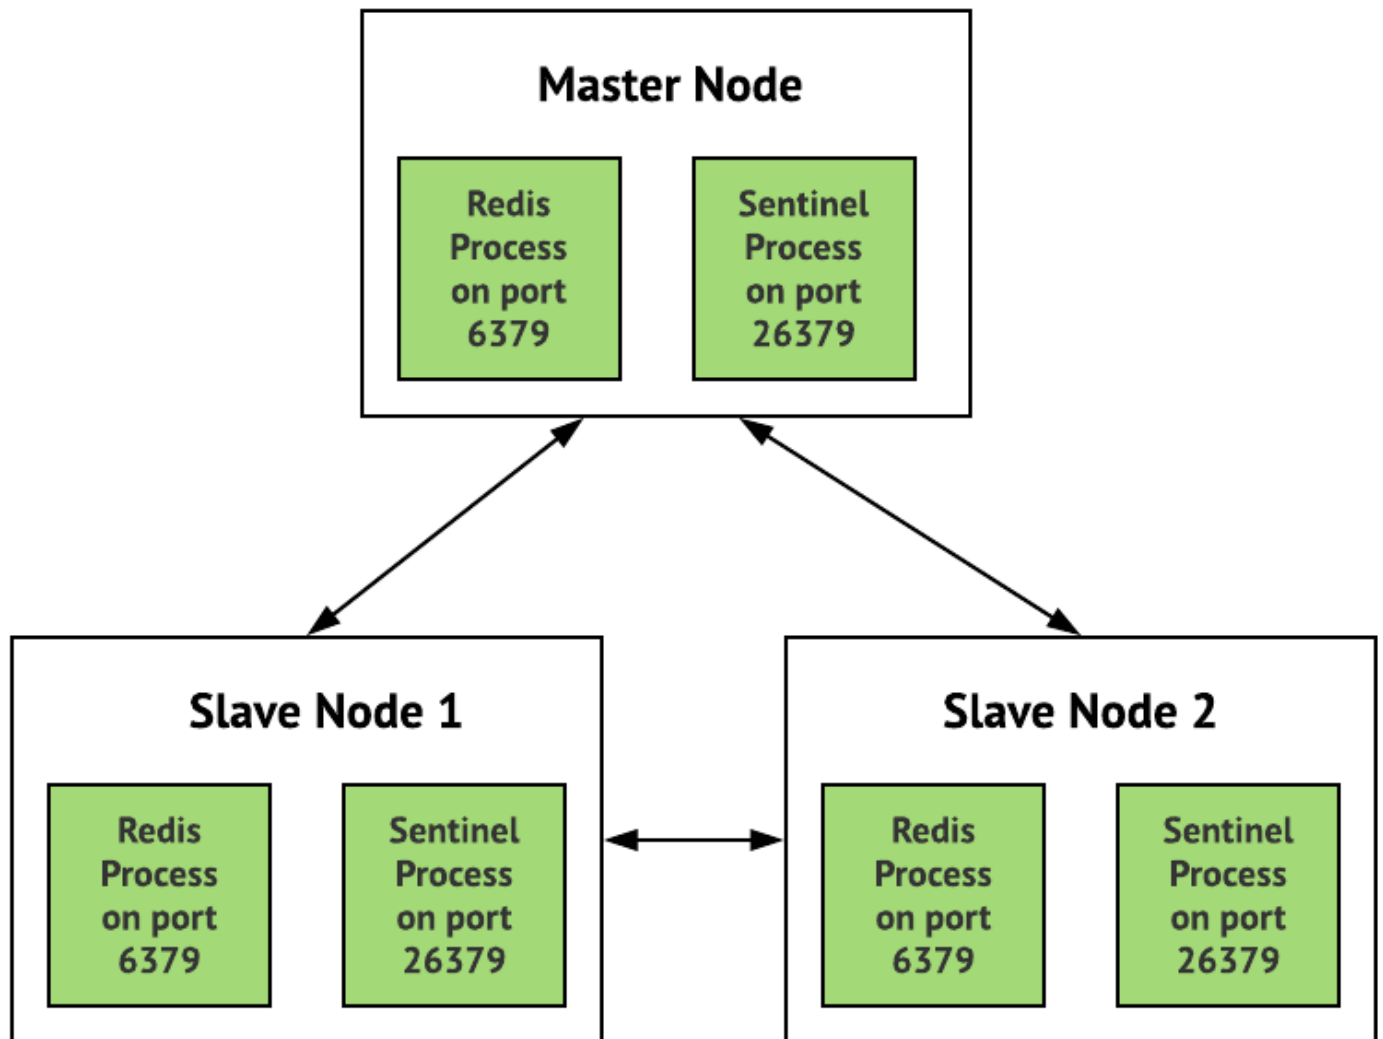 Master Node
Redis
Process
on port
6379
Sentinel
Process
on port
26379
Slave Node 1
Redis
Process
on port
6379
Sentinel
Process
on port
26379
Slave Node 2
Redis
Process
on port
6379
Sentinel
Process
on port
26379